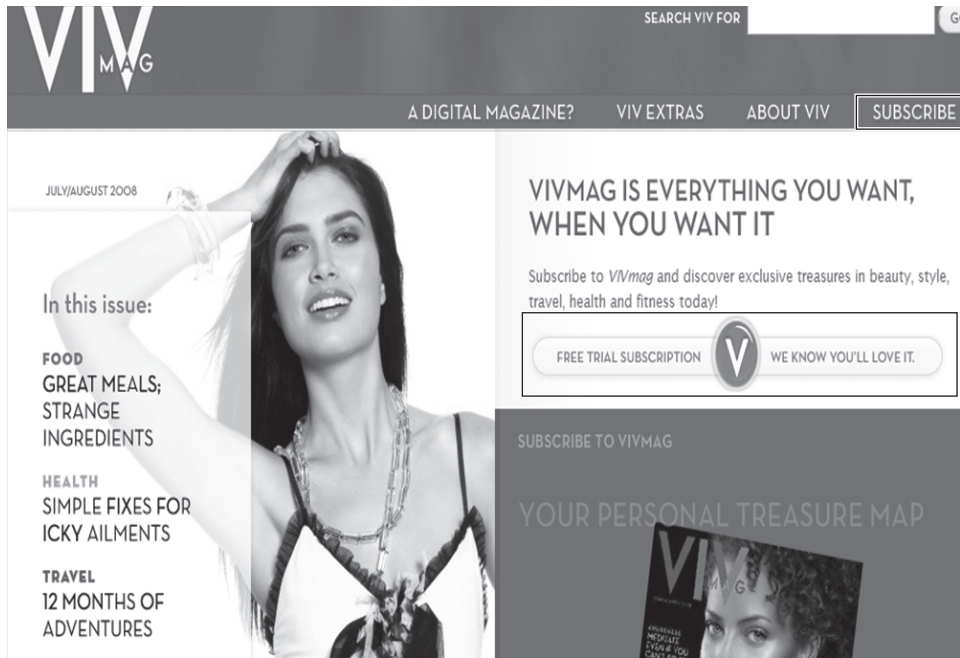 VIV
MAG
SEARCH VIV FOR
A DIGITAL MAGAZINE? VIV EXTRAS ABOUT VIV SUBSCRIBE
JULY/AUGUST 2008
In this issue:
FOOD
GREAT MEALS;
STRANGE
INGREDIENTS
HEALTH
SIMPLE FIXES FOR
ICKY AILMENTS
TRAVEL
12 MONTHS OF
ADVENTURES
VIVMAG IS EVERYTHING YOU WANT,
WHEN YOU WANT IT
Subscribe to VIVmag and discover exclusive treasures in beauty, style,
travel, health and fitness today!
FREE TRIAL SUBSCRIPTION V WE KNOW YOU'LL LOVE IT.
SUBSCRIBE TO VIVMAG
YOUR PERSONAL TREASURE MAP
VIV
MAG
MEDITATE
EVEN IF YOU